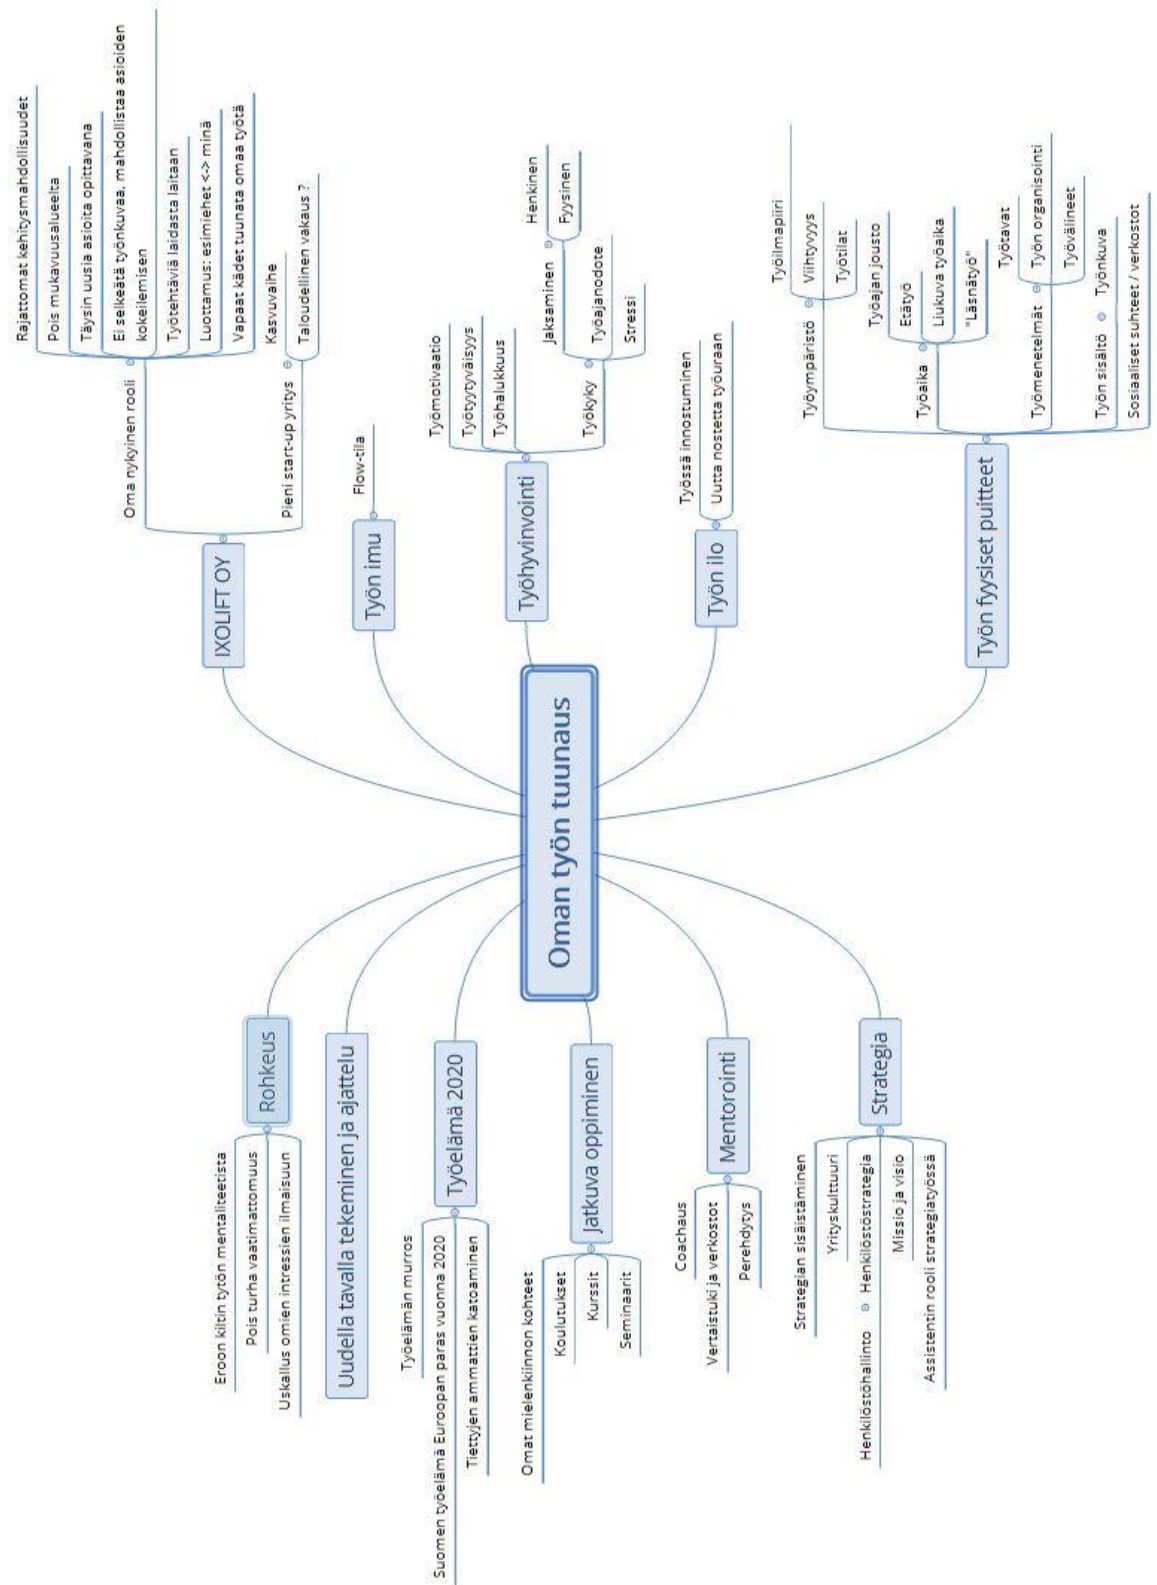 Oman työn tuunaus
IXOLIFT OY
Oma nykyinen rooli
Rajattomat kehitysmahdollisuudet
Pois mukavuusalueelta
Täysin uusia asioita opittavana
Ei selkeätä työnkuvaa, mahdollistaa asioiden
kokeilemisen
Työtehtäviä laidasta laitaan
Luottamus: esimiehet <-> minä
Vapaat kädet tuunata omaa työtä
Pieni start-up yritys
Kasvuvaihe
Taloudellinen vakaus ?
Työn imu
Flow-tila
Työhyvinvointi
Työmotivaatio
Työtyytyväisyys
Työhalukkuus
Työkyky
Jaksaminen
Henkinen
Fyysinen
Työajanodote
Stressi
Työn ilo
Työssä innostuminen
Uutta nostetta työuraan
Työn fyysiset puitteet
Työympäristö
Työilmapiiri
Viihtyvyys
Työtilat
Työaika
Työajan jousto
Etätyö
Liukuva työaika
"Läsnätyö"
Työmenetelmät
Työtavat
Työn organisointi
Työvälineet
Työn sisältö
Työnkuva
Sosiaaliset suhteet / verkostot
Rohkeus
Eroon kiltin tytön mentaliteetista
Pois turha vaatimattomuus
Uskallus omien intressien ilmaisuun
Uudella tavalla tekeminen ja ajattelu
Työelämä 2020
Työelämän murros
Suomen työelämä Euroopan paras vuonna 2020
Tiettyjen ammattien katoaminen
Jatkuva oppiminen
Omat mielenkiinnon kohteet
Koulutukset
Kurssit
Seminaarit
Mentorointi
Coachaus
Vertaistuki ja verkostot
Perehdytys
Strategia
Strategian sisäistäminen
Yrityskulttuuri
Henkilöstöhallinto
Henkilöstöstrategia
Missio ja visio
Assistentin rooli strategiatyössä